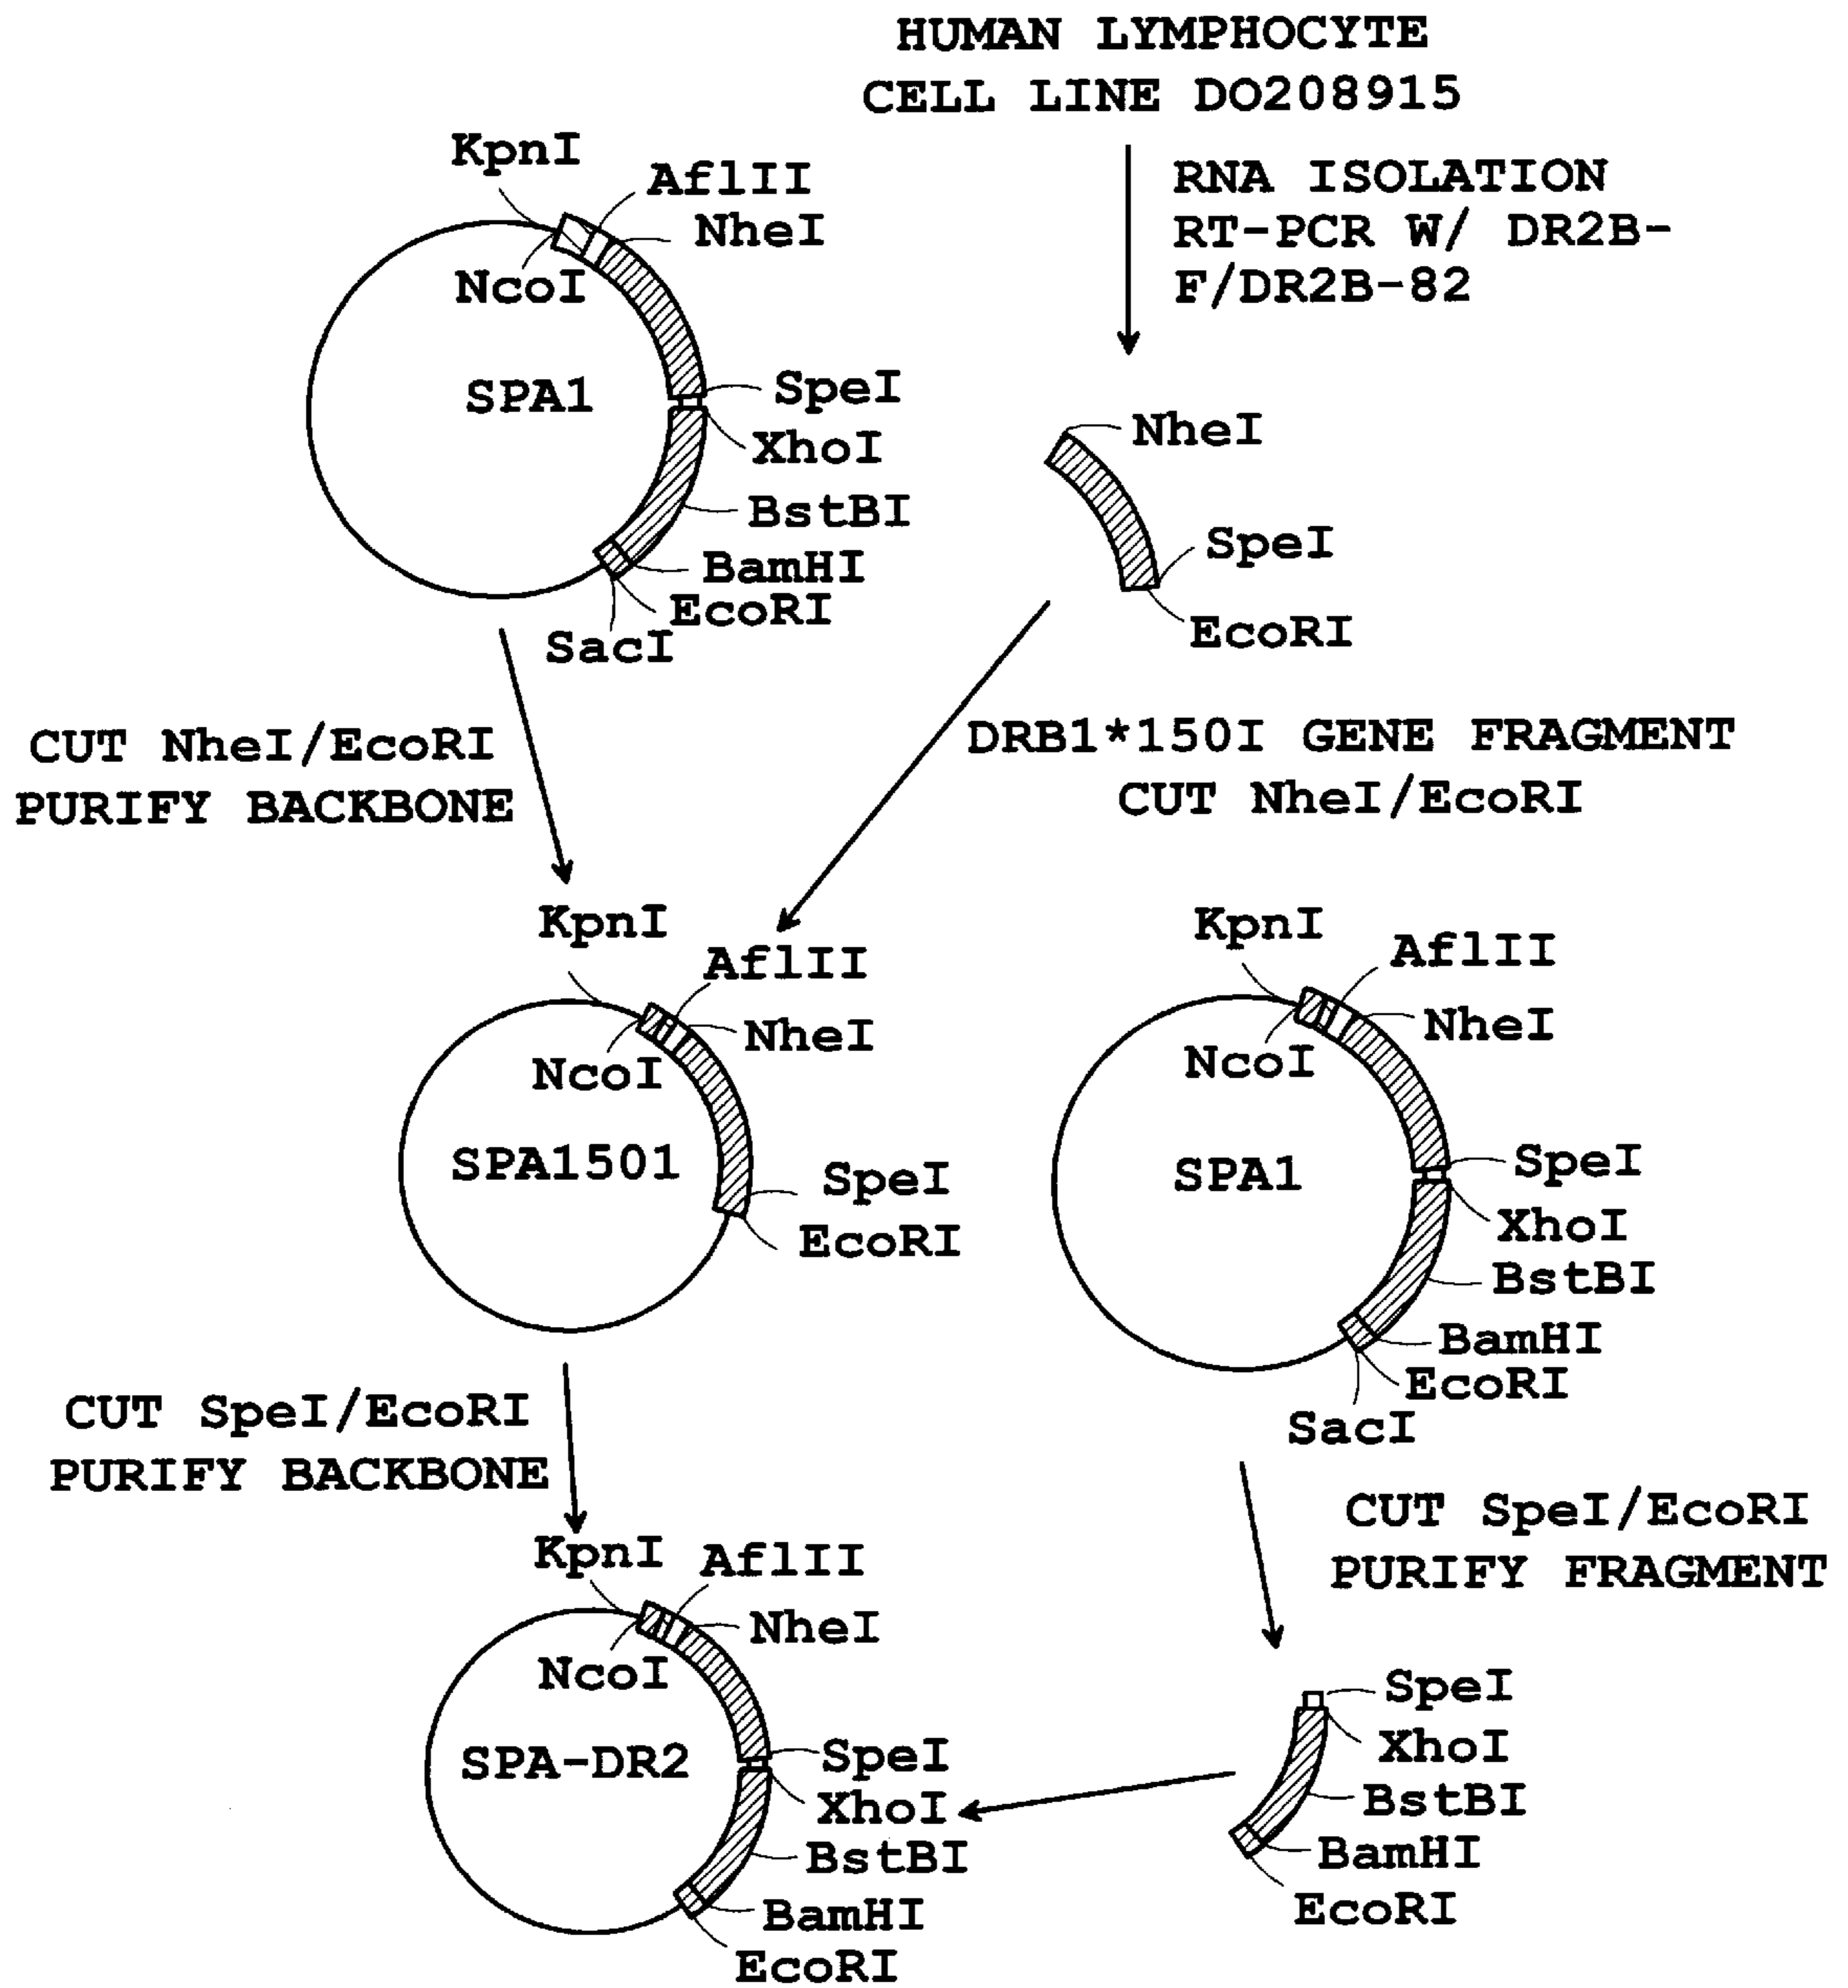 HUMAN LYMPHOCYTE
CELL LINE DO208915
RNA ISOLATION
RT-PCR W/ DR2B-
F/DR2B-82
KpnI
AflII
NheI
NcoI
SPA1
SpeI
XhoI
BstBI
BamHI
EcoRI
SacI
NheI
SpeI
EcoRI
CUT NheI/EcoRI
PURIFY BACKBONE
DRB1*150I GENE FRAGMENT
CUT NheI/EcoRI
KpnI
AflII
NheI
NcoI
SPA1501
SpeI
EcoRI
KpnI
AflII
NheI
NcoI
SPA1
SpeI
XhoI
BstBI
BamHI
EcoRI
SacI
CUT SpeI/EcoRI
PURIFY BACKBONE
CUT SpeI/EcoRI
PURIFY FRAGMENT
KpnI
AflII
NheI
NcoI
SPA-DR2
SpeI
XhoI
BstBI
BamHI
EcoRI
SpeI
XhoI
BstBI
BamHI
EcoRI